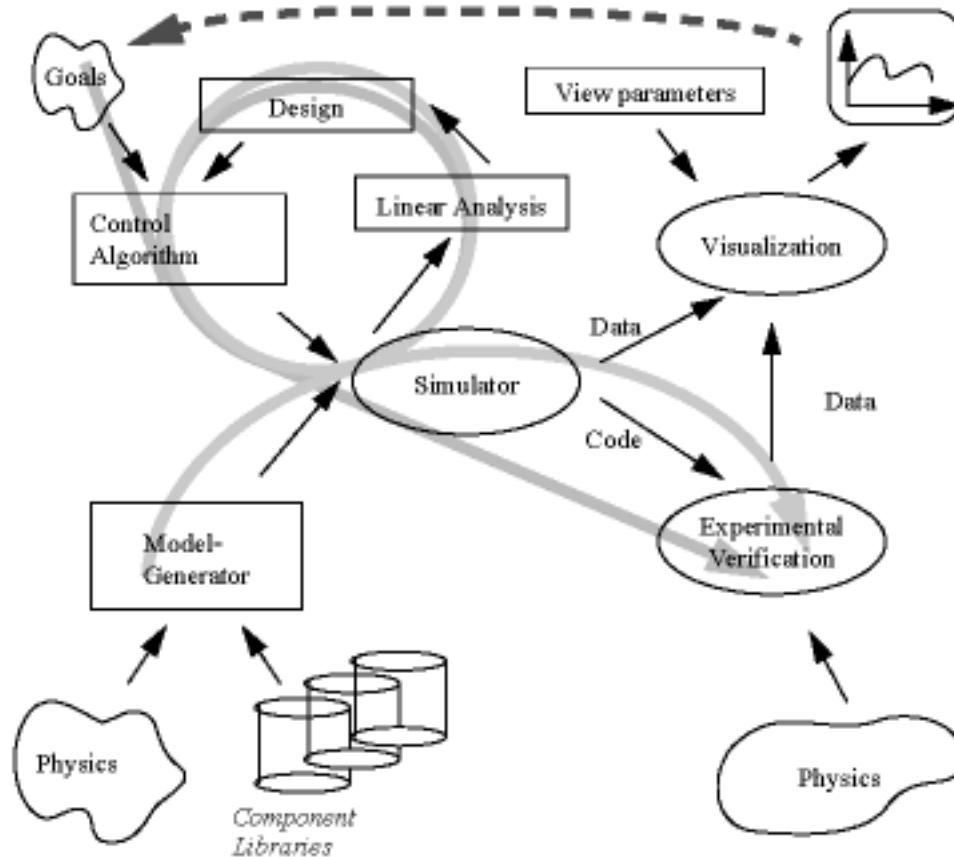 Goals
Design
View parameters
Linear Analysis
Control
Algorithm
Visualization
Data
Simulator
Data
Code
Experimental
Verification
Model-
Generator
Physics
Physics
Component
Libraries